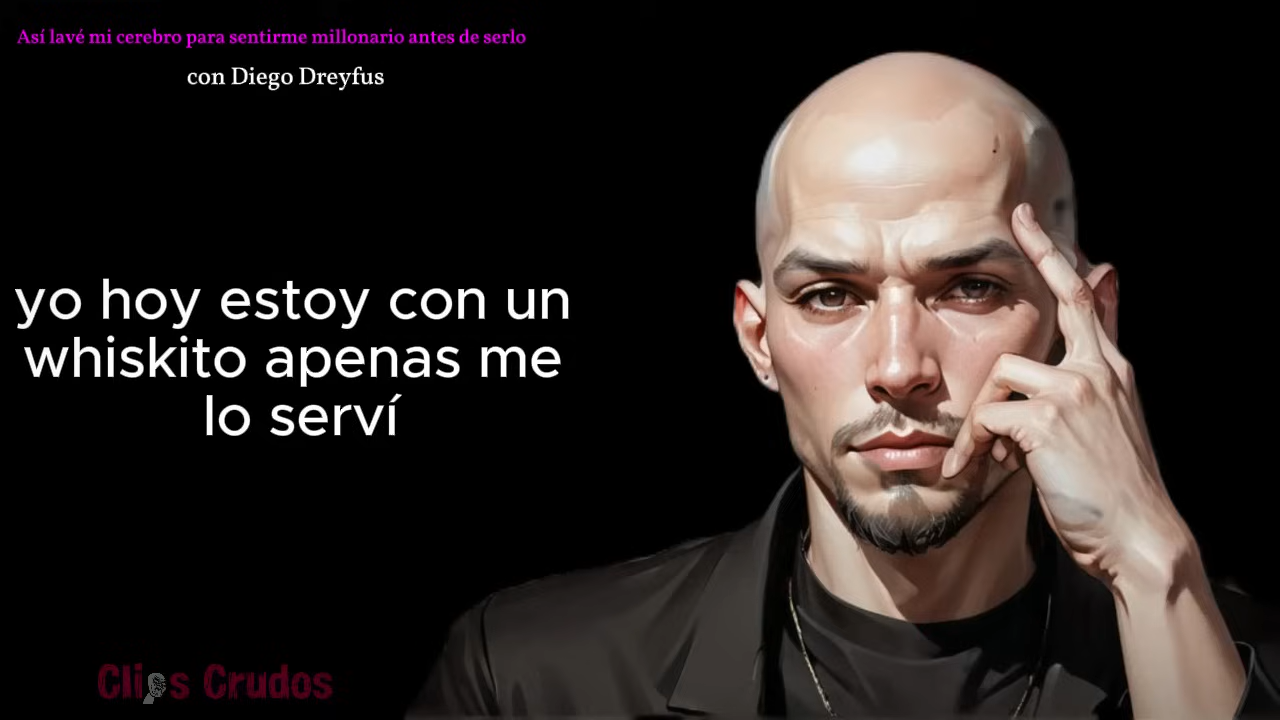 Así lavé mi cerebro para sentirme millonario antes de serlo
con Diego Dreyfus
yo hoy estoy con un
whiskito apenas me
lo serví
Clips Crudos